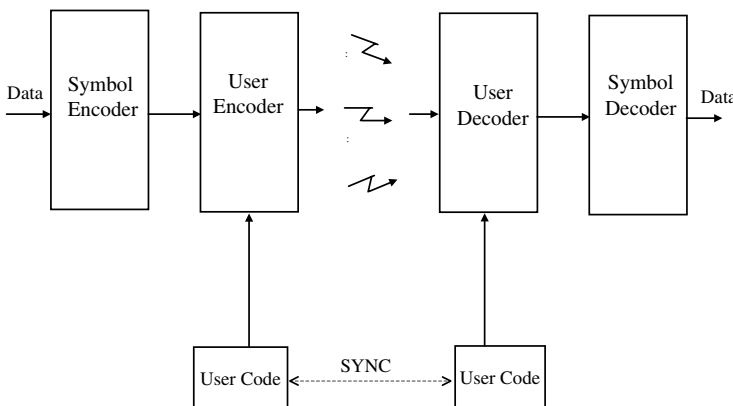 Data
Symbol
Encoder
User
Encoder
:
:
User
Decoder
Symbol
Decoder
Data
User Code
SYNC
User Code